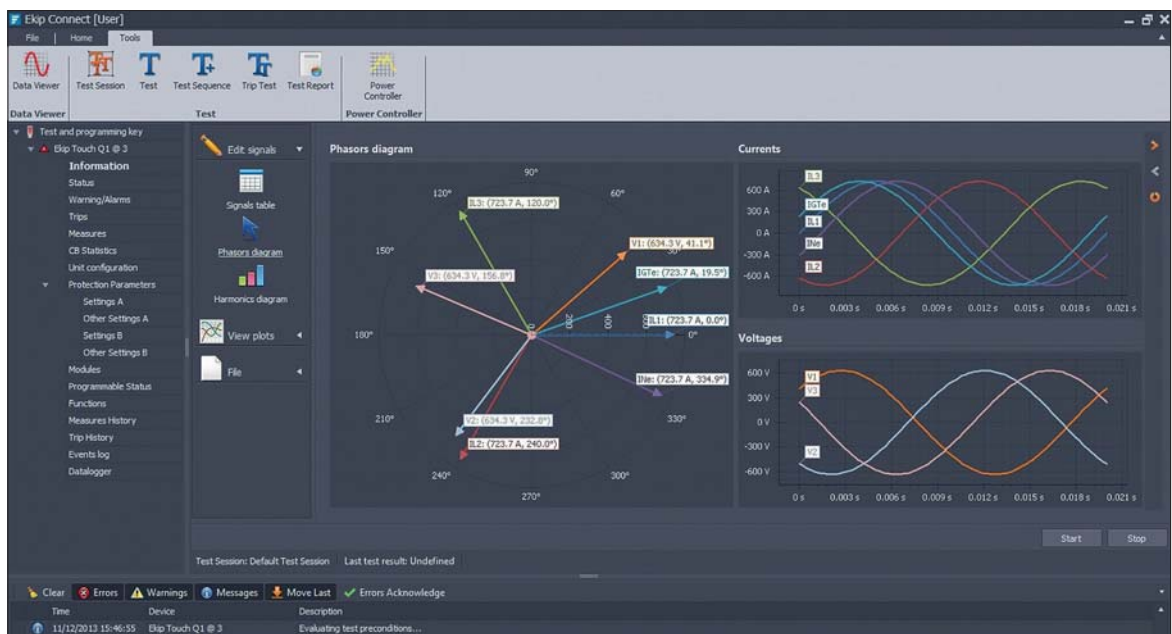 Ekip Connect [User]
File | Home Tools
Data Viewer Test Session Test Test Sequence Trip Test Test Report Power Controller
Data Viewer Test Power Controller
Test and programming key
Ekip Touch Q1 @ 3
Information
Status
Warning/Alarms
Trips
Measures
CB Statistics
Unit configuration
Protection Parameters
Settings A
Other Settings A
Settings B
Other Settings B
Modules
Programmable Status
Functions
Measures History
Trip History
Events log
Datalogger
Edit signals
Signals table
Phasors diagram
Harmonics diagram
View plots
File
Phasors diagram
90°
120° 60°
IL3: (723.7 A, 120.0°)
V1: (634.3 V, 41.1°)
150°
V3: (634.3 V, 156.8°)
IGTe: (723.7 A, 19.5°)
0 200 400
IL1: (723.7 A, 0.0°)
180° 0°
INe: (723.7 A, 334.9°)
210° 330°
V2: (634.3 V, 232.8°)
IL2: (723.7 A, 240.0°)
240° 300°
270°
Currents
600 A
300 A
0 A
-300 A
-600 A
IL3
IGTe
IL1
INe
IL2
0 s 0.003 s 0.006 s 0.009 s 0.012 s 0.015 s 0.018 s 0.021 s
Voltages
600 V
300 V
0 V
-300 V
-600 V
V1
V3
V2
0 s 0.003 s 0.006 s 0.009 s 0.012 s 0.015 s 0.018 s 0.021 s
Start Stop
Test Session: Default Test Session Last test result: Undefined
Clear Errors Warnings Messages Move Last Errors Acknowledge
Time Device Description
11/12/2013 15:46:55 Ekip Touch Q1 @ 3 Evaluating test preconditions...